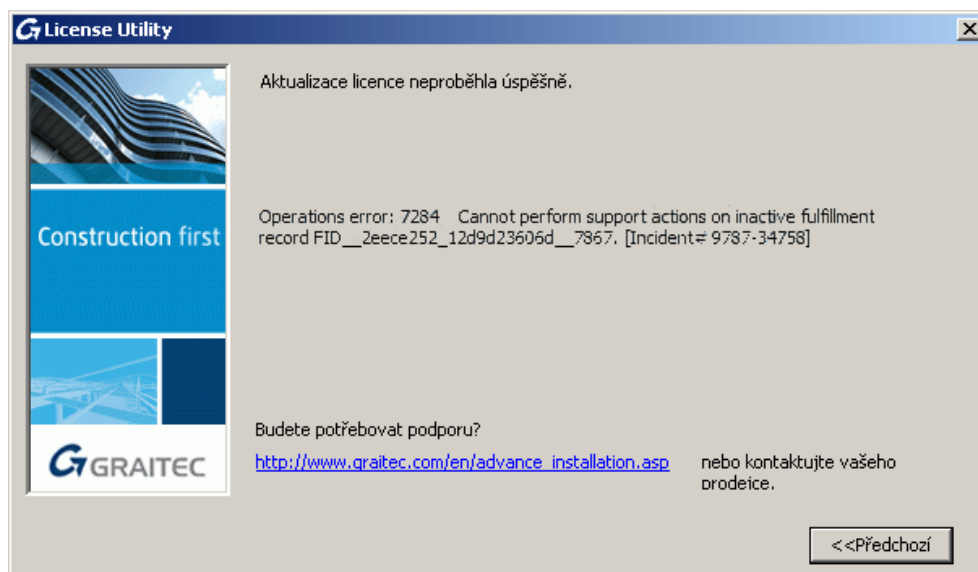 License Utility
Aktualizace licence neproběhla úspěšně.
Construction first
Operations error: 7284 Cannot perform support actions on inactive fulfillment
record FID__2eece252_12d9d23606d__7867. [Incident# 9787-34758]
Budete potřebovat podporu?
http://www.graitec.com/en/advance_installation.asp nebo kontaktujte vašeho
prodejce.
GRAITEC
<<Předchozí